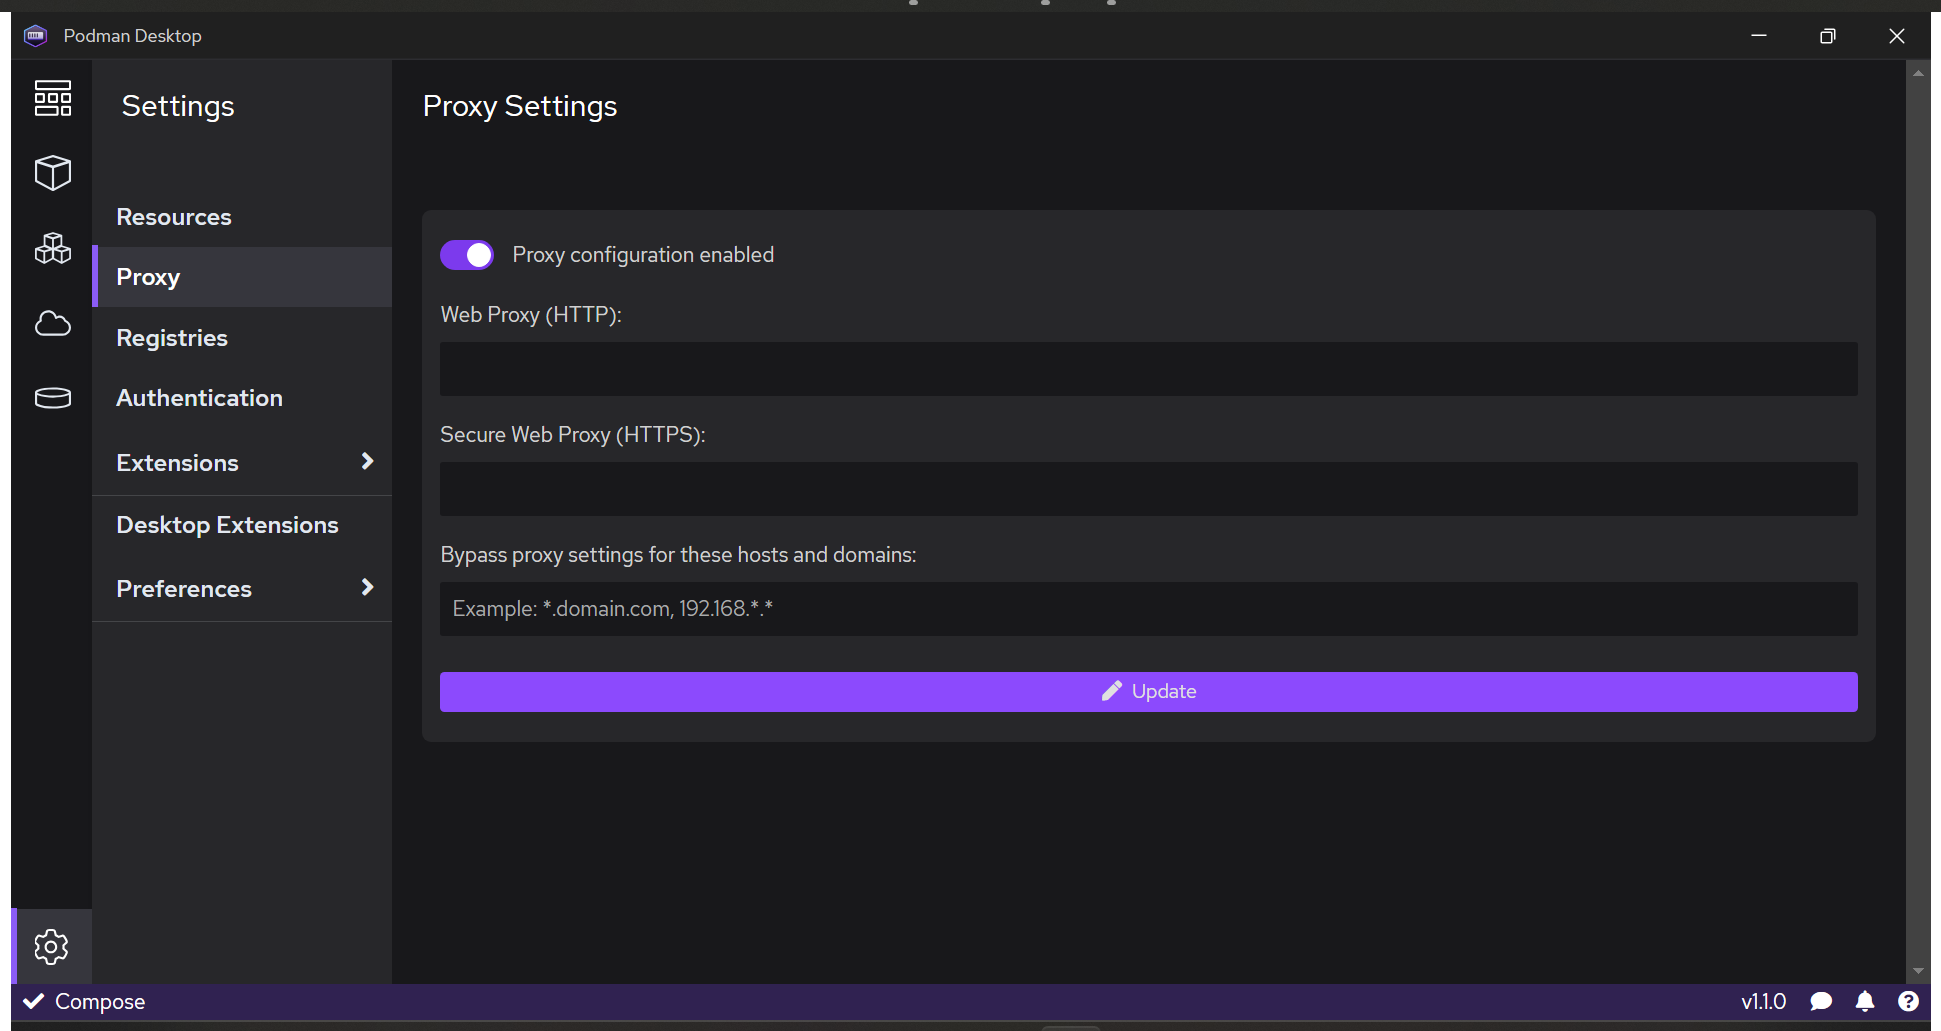 Podman Desktop
Settings
Resources
Proxy
Registries
Authentication
Extensions
Desktop Extensions
Preferences
Proxy Settings
Proxy configuration enabled
Web Proxy (HTTP):
Secure Web Proxy (HTTPS):
Bypass proxy settings for these hosts and domains:
Example: *.domain.com, 192.168.*.*
Update
Compose
v1.1.0